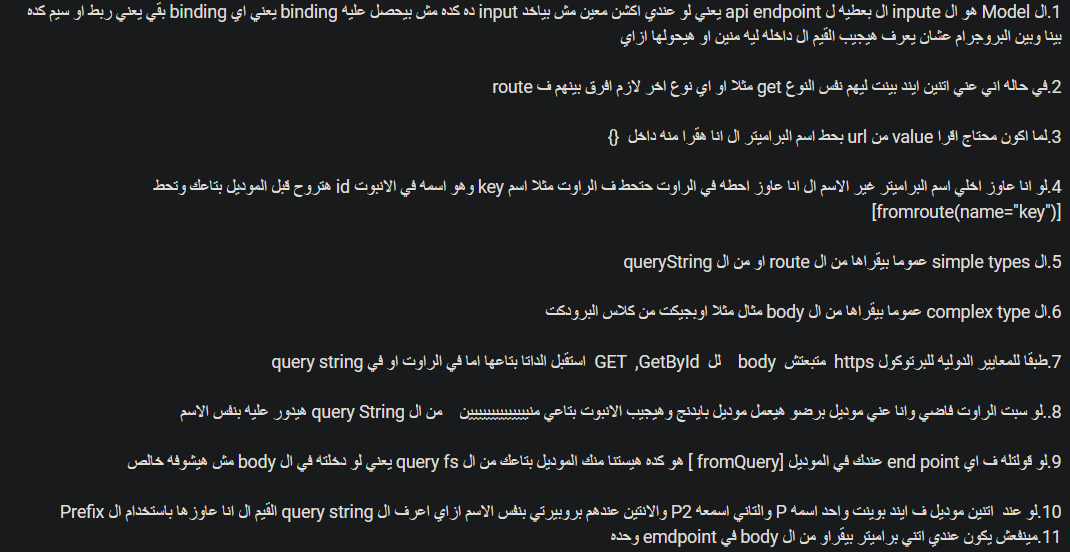 1.ال Model هو ال inpute ال بعطيه ل api endpoint يعني لو عندي اكشن معين مش بياخد input ده كده مش بيحصل عليه binding يعني اي binding بقي يعني ربط او سيم كده
بينا وبين البروجرام عشان يعرف هيجيب القيم ال داخله ليه منين او هيحولها ازاي
2.في حاله اني عني اتنين ايند بينت ليهم نفس النوع get مثلا او اي نوع اخر لازم افرق بينهم ف route
3.لما اكون محتاج اقرا value من url بحط اسم البراميتر ال انا هقرا منه داخل {}
4.لو انا عاوز اخلي اسم البراميتر غير الاسم ال انا عاوز احطه في الراوت حتحط ف الراوت مثلا اسم key وهو اسمه في الانبوت id هتروح قبل الموديل بتاعك وتحط
[fromroute(name="key")]
5.ال simple types عموما بيقراها من ال route او من ال queryString
6.ال complex type عموما بيقراها من ال body مثال مثلا اوبجيكت من كلاس البرودكت
7.طبقا للمعايير الدوليه للبرتوكول https متبعتش body لل GET ,GetById استقبل الداتا بتاعها اما في الراوت او في query string
8..لو سبت الراوت فاضي وانا عني موديل برضو هيعمل موديل بايدنج وهيجيب الانبوت بتاعي منيييييييييييييين من ال query String هيدور عليه بنفس الاسم
9.لو قولتله ف اي end point عندك في الموديل [fromQuery ] هو كده هيستنا منك الموديل بتاعك من ال query fs يعني لو دخلته في ال body مش هيشوفه خالص
10.لو عند اتنين موديل ف ايند بوينت واحد اسمه P والتاني اسمعه P2 والانتين عندهم بروبيرتي بنفس الاسم ازاي اعرف ال query string القيم ال انا عاوزها باستخدام ال Prefix
11.مينفعش يكون عندي اتني براميتر بيقراو من ال body في emdpoint وحده